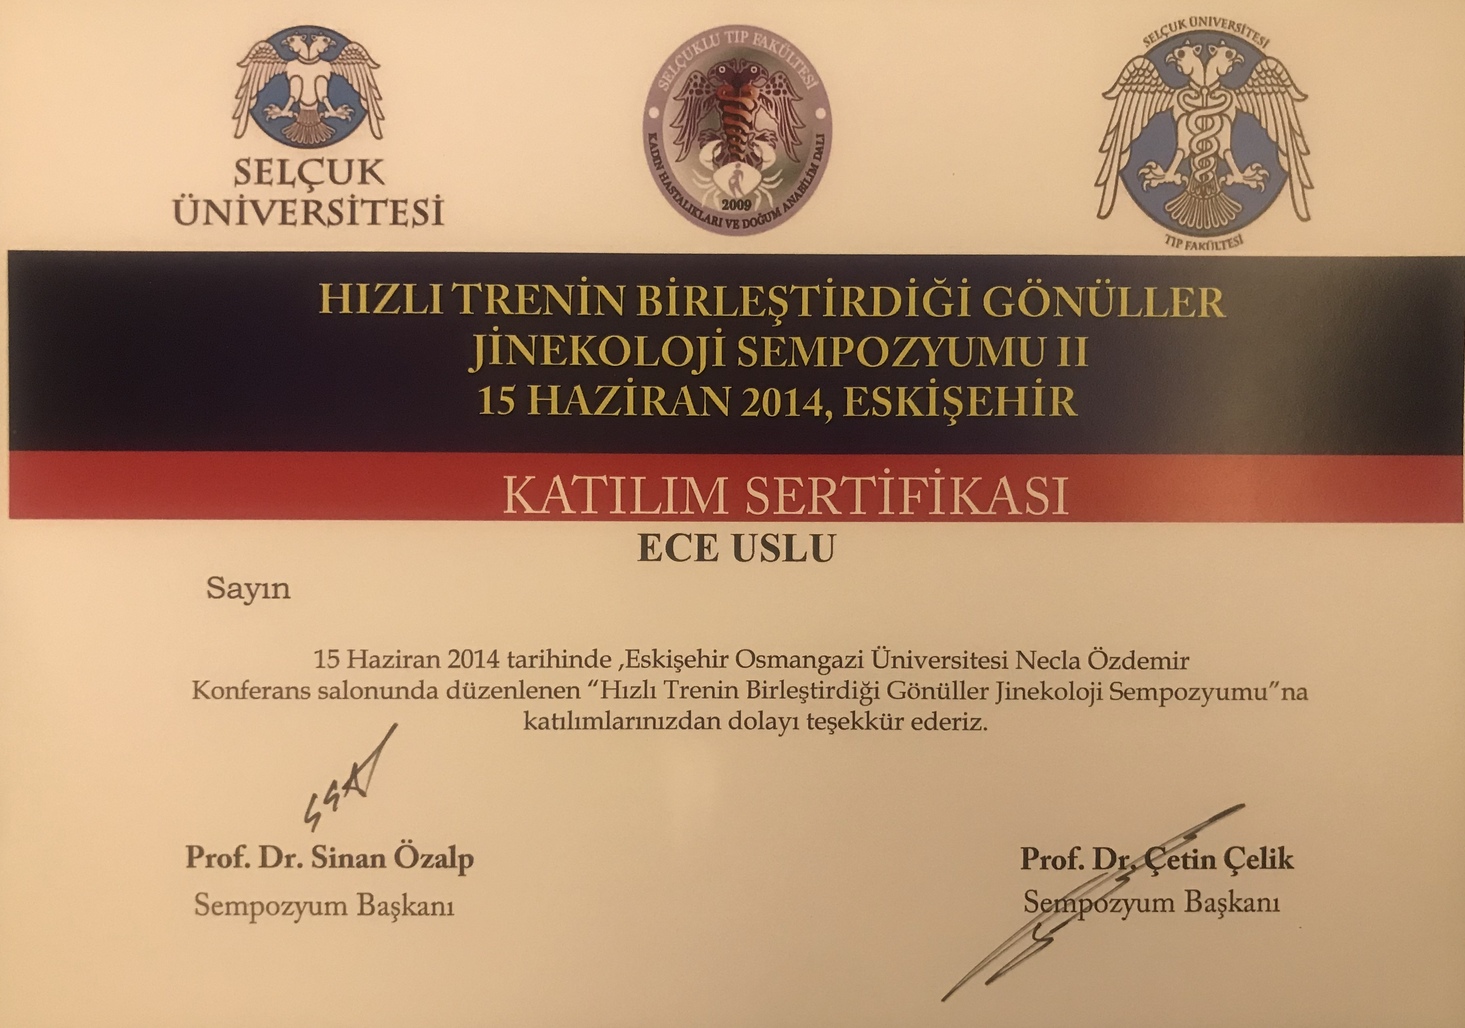 SELÇUK
ÜNİVERSİTESİ
SELÇUKLU TIP FAKÜLTESİ
KADIN HASTALIKLARI VE DOĞUM ANABİLİM DALI
2009
SELÇUK ÜNİVERSİTESİ
TIP FAKÜLTESİ
HIZLI TRENİN BİRLEŞTİRDİĞİ GÖNÜLLER
JİNEKOLOJİ SEMPOZYUMU II
15 HAZİRAN 2014, ESKİŞEHİR
KATILIM SERTİFİKASI
ECE USLU
Sayın
15 Haziran 2014 tarihinde ,Eskişehir Osmangazi Üniversitesi Necla Özdemir
Konferans salonunda düzenlenen “Hızlı Trenin Birleştirdiği Gönüller Jinekoloji Sempozyumu”na
katılımlarınızdan dolayı teşekkür ederiz.
Prof. Dr. Sinan Özalp
Sempozyum Başkanı
Prof. Dr. Çetin Çelik
Sempozyum Başkanı